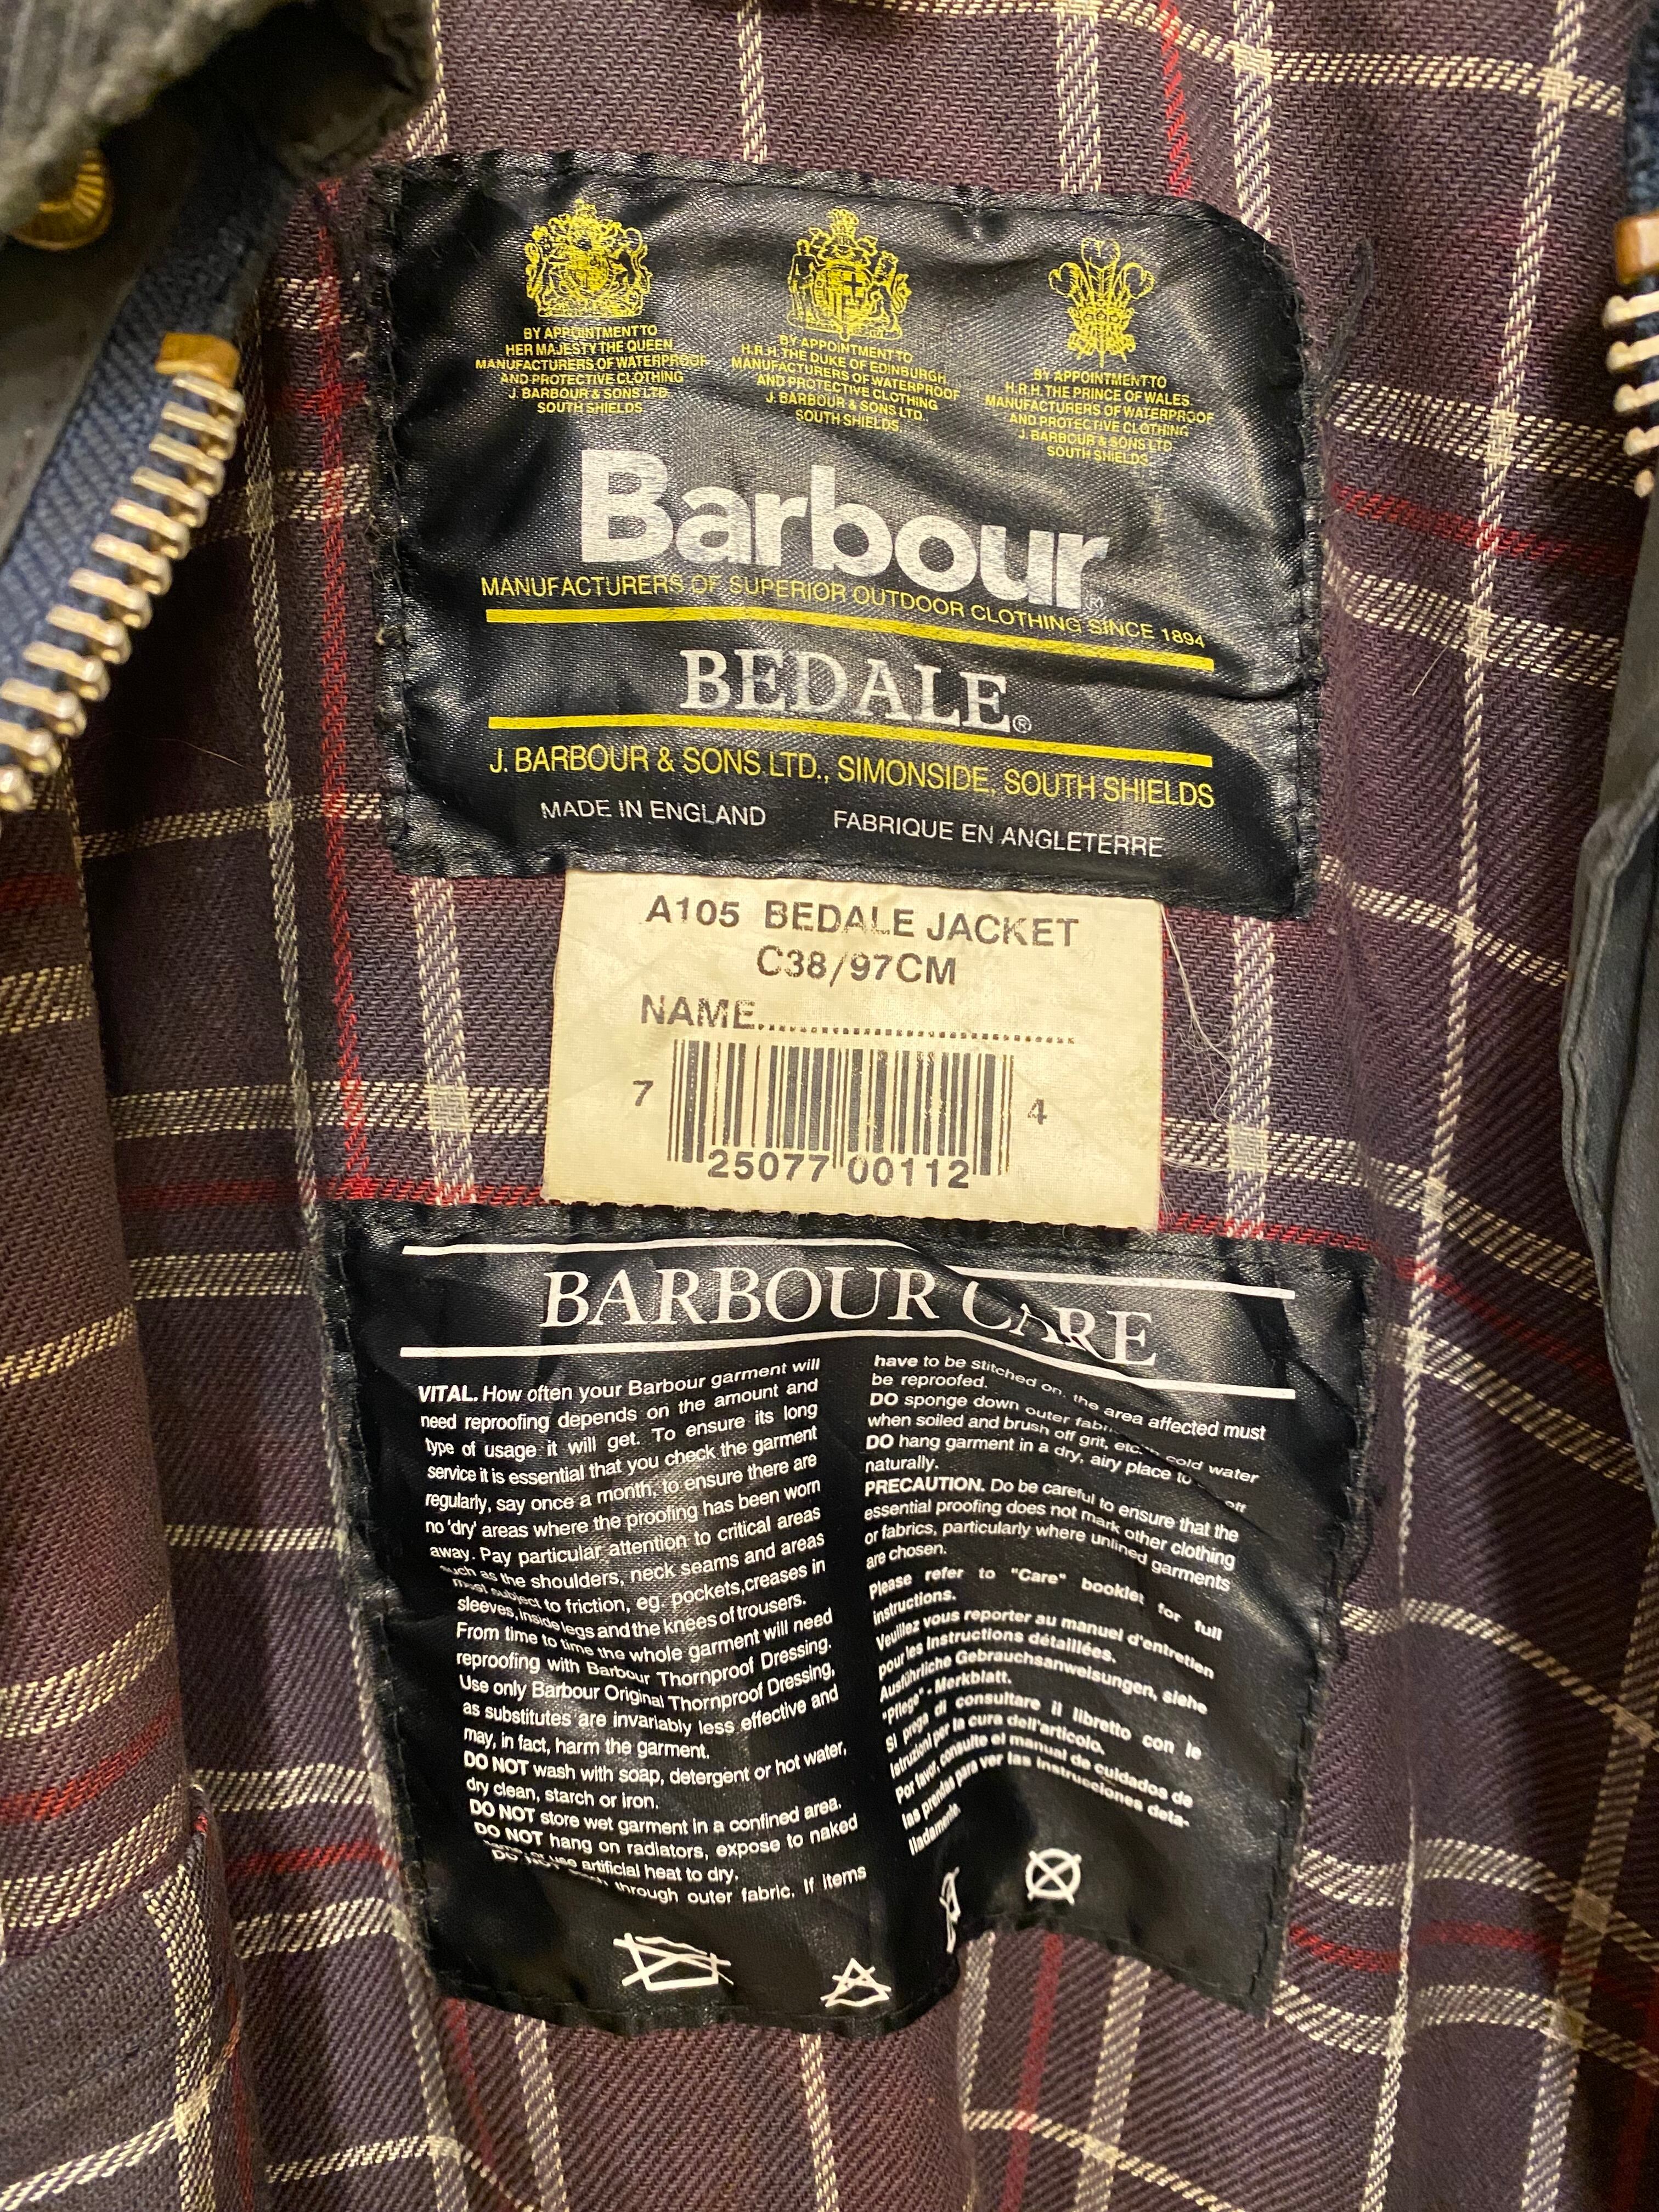 BY APPOINTMENT TO
HER MAJESTY THE QUEEN
MANUFACTURERS OF WATERPROOF
AND PROTECTIVE CLOTHING
J. BARBOUR & SONS LTD.
SOUTH SHIELDS.
BY APPOINTMENT TO
H.R.H. THE DUKE OF EDINBURGH
MANUFACTURERS OF WATERPROOF
AND PROTECTIVE CLOTHING
J. BARBOUR & SONS LTD.
SOUTH SHIELDS.
BY APPOINTMENT TO
H.R.H. THE PRINCE OF WALES
MANUFACTURERS OF WATERPROOF
AND PROTECTIVE CLOTHING
J. BARBOUR & SONS LTD
SOUTH SHIELDS.
Barbour®
MANUFACTURERS OF SUPERIOR OUTDOOR CLOTHING SINCE 1894
BEDALE®
J. BARBOUR & SONS LTD., SIMONSIDE, SOUTH SHIELDS
MADE IN ENGLAND FABRIQUE EN ANGLETERRE
A105 BEDALE JACKET
C38/97CM
NAME..............................
7 25077 00112 4
BARBOUR CARE
VITAL. How often your Barbour garment will
need reproofing depends on the amount and
type of usage it will get. To ensure its long
service it is essential that you check the garment
regularly, say once a month, to ensure there are
no 'dry' areas where the proofing has been worn
away. Pay particular attention to critical areas
such as the shoulders, neck seams and areas
most subject to friction, eg. pockets, creases in
sleeves, inside legs and the knees of trousers.
From time to time the whole garment will need
reproofing with Barbour Thornproof Dressing.
Use only Barbour Original Thornproof Dressing,
as substitutes are invariably less effective and
may, in fact, harm the garment.
DO NOT wash with soap, detergent or hot water,
dry clean, starch or iron.
DO NOT store wet garment in a confined area.
DO NOT hang on radiators, expose to naked
or use artificial heat to dry.
DO NOT through outer fabric. If items
have to be stitched on, the area affected must
be reproofed.
DO sponge down outer cold water
when soiled and brush off grit, etc.
DO hang garment in a dry, airy place to off
naturally.
PRECAUTION. Do be careful to ensure that the
essential proofing does not mark other clothing
or fabrics, particularly where unlined garments
are chosen.
Please refer to "Care" booklet for full
instructions.
Veuillez vous reporter au manuel d'entretien
pour les instructions détaillées.
Ausführliche Gebrauchsanweisungen, siehe
"Pflege" - Merkblatt.
Si prega di consultare il libretto con le
istruzioni per la cura dell'articolo.
Por favor, consulte el manual de cuidados de
las prendas para ver las instrucciones deta-
lladamente.